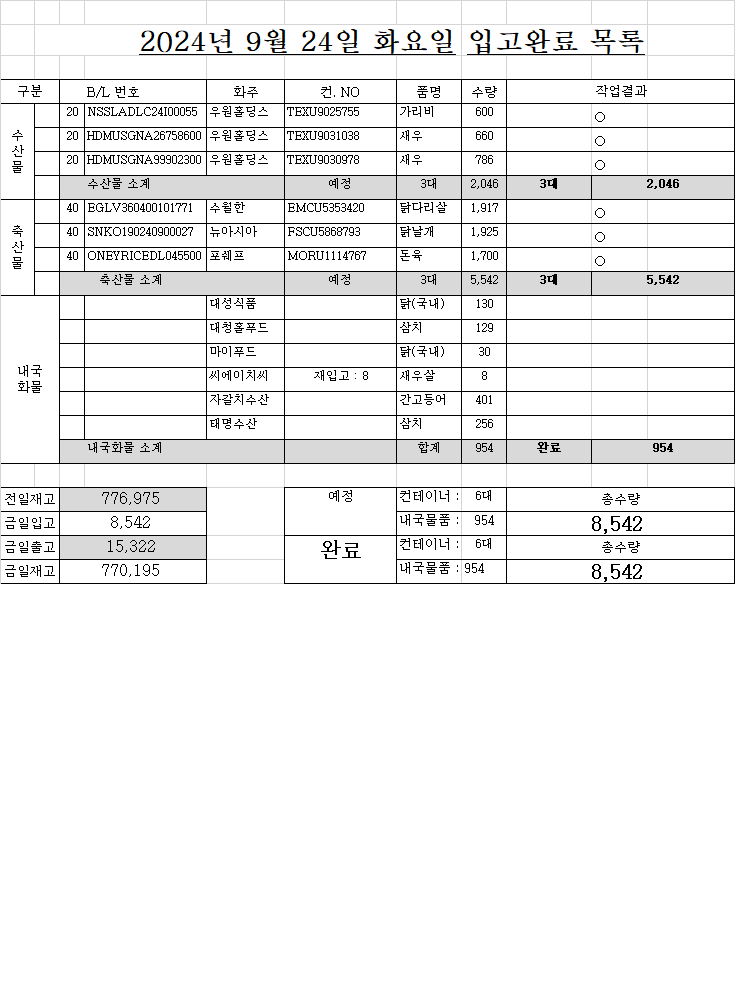 2024년 9월 24일 화요일 입고완료 목록
구분 B/L 번호 화주 컨. NO 품명 수량 작업결과
수산물
20 NSSLADLC24I00055 우원홀딩스 TEXU9025755 가리비 600 ○
20 HDMUSGNA26758600 우원홀딩스 TEXU9031038 새우 660 ○
20 HDMUSGNA99902300 우원홀딩스 TEXU9030978 새우 786 ○
수산물 소계 예정 3대 2,046 3대 2,046
축산물
40 EGLV360400101771 수월한 EMCU5353420 닭다리살 1,917 ○
40 SNKO190240900027 뉴아시아 FSCU5868793 닭날개 1,925 ○
40 ONEYRICEDL045500 포쉐프 MORU1114767 돈육 1,700 ○
축산물 소계 예정 3대 5,542 3대 5,542
내국화물
대성식품 닭(국내) 130
대청홀푸드 삼치 129
마이푸드 닭(국내) 30
씨에이치씨 재입고 : 8 새우살 8
자갈치수산 간고등어 401
태명수산 삼치 256
내국화물 소계 합계 954 완료 954
전일재고 776,975 예정 컨테이너 : 6대 총수량
금일입고 8,542 내국물품 : 954 8,542
금일출고 15,322 완료 컨테이너 : 6대 총수량
금일재고 770,195 내국물품 : 954 8,542